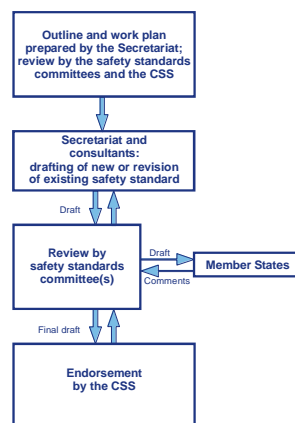 Outline and work plan
prepared by the Secretariat;
review by the safety standards
committees and the CSS
Secretariat and
consultants:
drafting of new or revision
of existing safety standard
Draft
Review by
safety standards
committee(s)
Draft
Member States
Comments
Final draft
Endorsement
by the CSS